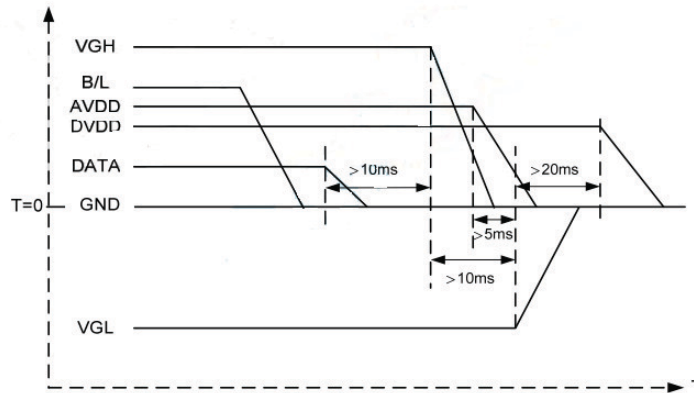 VGH
B/L
AVDD
DVDD
DATA
>10ms
>20ms
T=0
GND
>5ms
>10ms
VGL